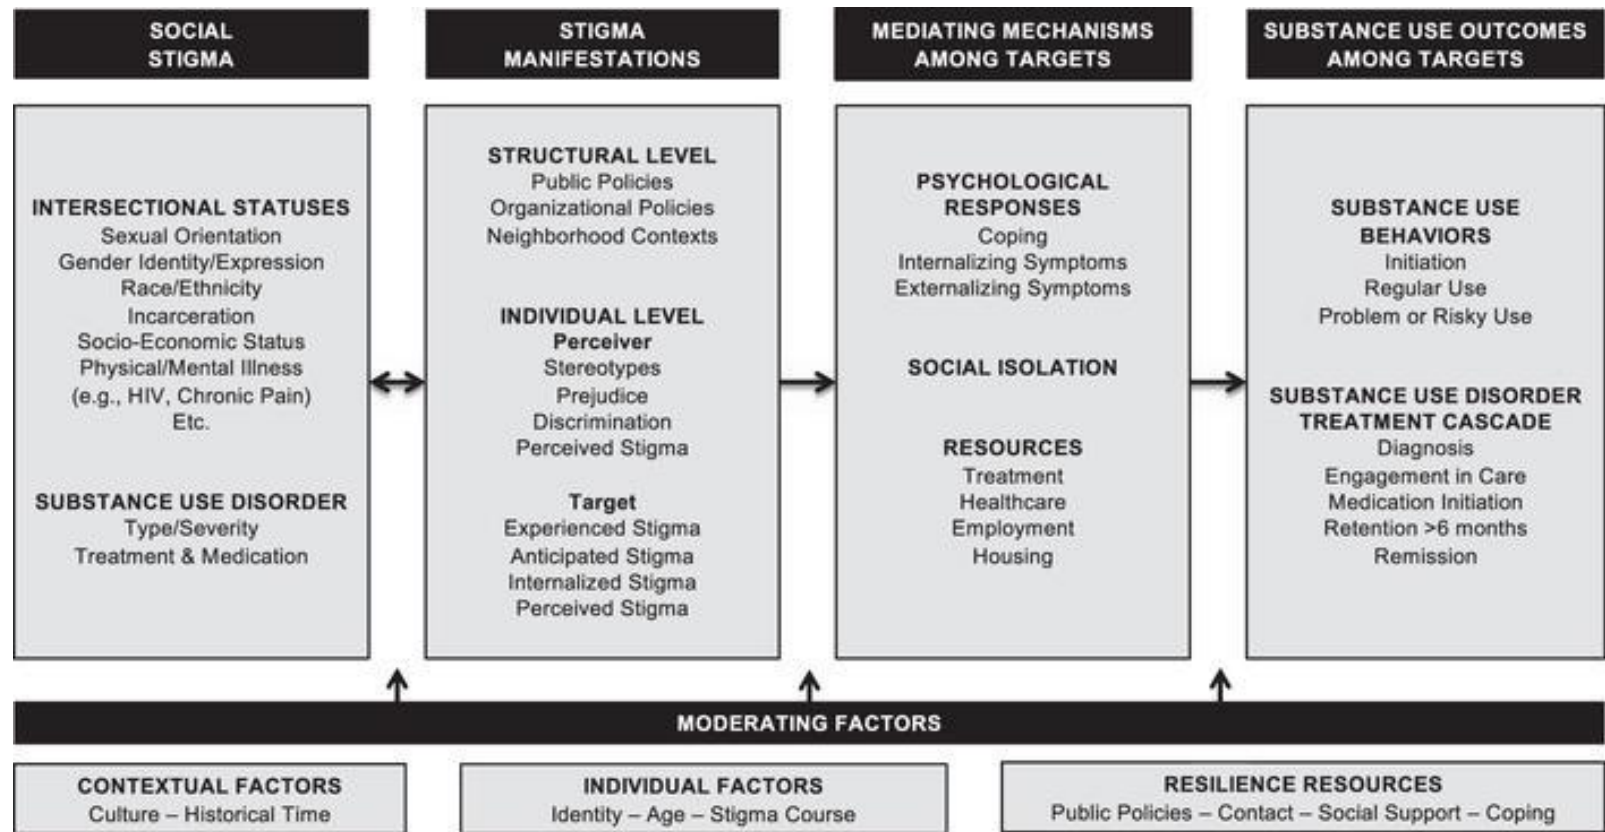 SOCIAL
STIGMA
INTERSECTIONAL STATUSES
Sexual Orientation
Gender Identity/Expression
Race/Ethnicity
Incarceration
Socio-Economic Status
Physical/Mental Illness
(e.g., HIV, Chronic Pain)
Etc.
SUBSTANCE USE DISORDER
Type/Severity
Treatment & Medication
STIGMA
MANIFESTATIONS
STRUCTURAL LEVEL
Public Policies
Organizational Policies
Neighborhood Contexts
INDIVIDUAL LEVEL
Perceiver
Stereotypes
Prejudice
Discrimination
Perceived Stigma
Target
Experienced Stigma
Anticipated Stigma
Internalized Stigma
Perceived Stigma
MEDIATING MECHANISMS
AMONG TARGETS
PSYCHOLOGICAL
RESPONSES
Coping
Internalizing Symptoms
Externalizing Symptoms
SOCIAL ISOLATION
RESOURCES
Treatment
Healthcare
Employment
Housing
SUBSTANCE USE OUTCOMES
AMONG TARGETS
SUBSTANCE USE
BEHAVIORS
Initiation
Regular Use
Problem or Risky Use
SUBSTANCE USE DISORDER
TREATMENT CASCADE
Diagnosis
Engagement in Care
Medication Initiation
Retention >6 months
Remission
MODERATING FACTORS
CONTEXTUAL FACTORS
Culture – Historical Time
INDIVIDUAL FACTORS
Identity – Age – Stigma Course
RESILIENCE RESOURCES
Public Policies – Contact – Social Support – Coping